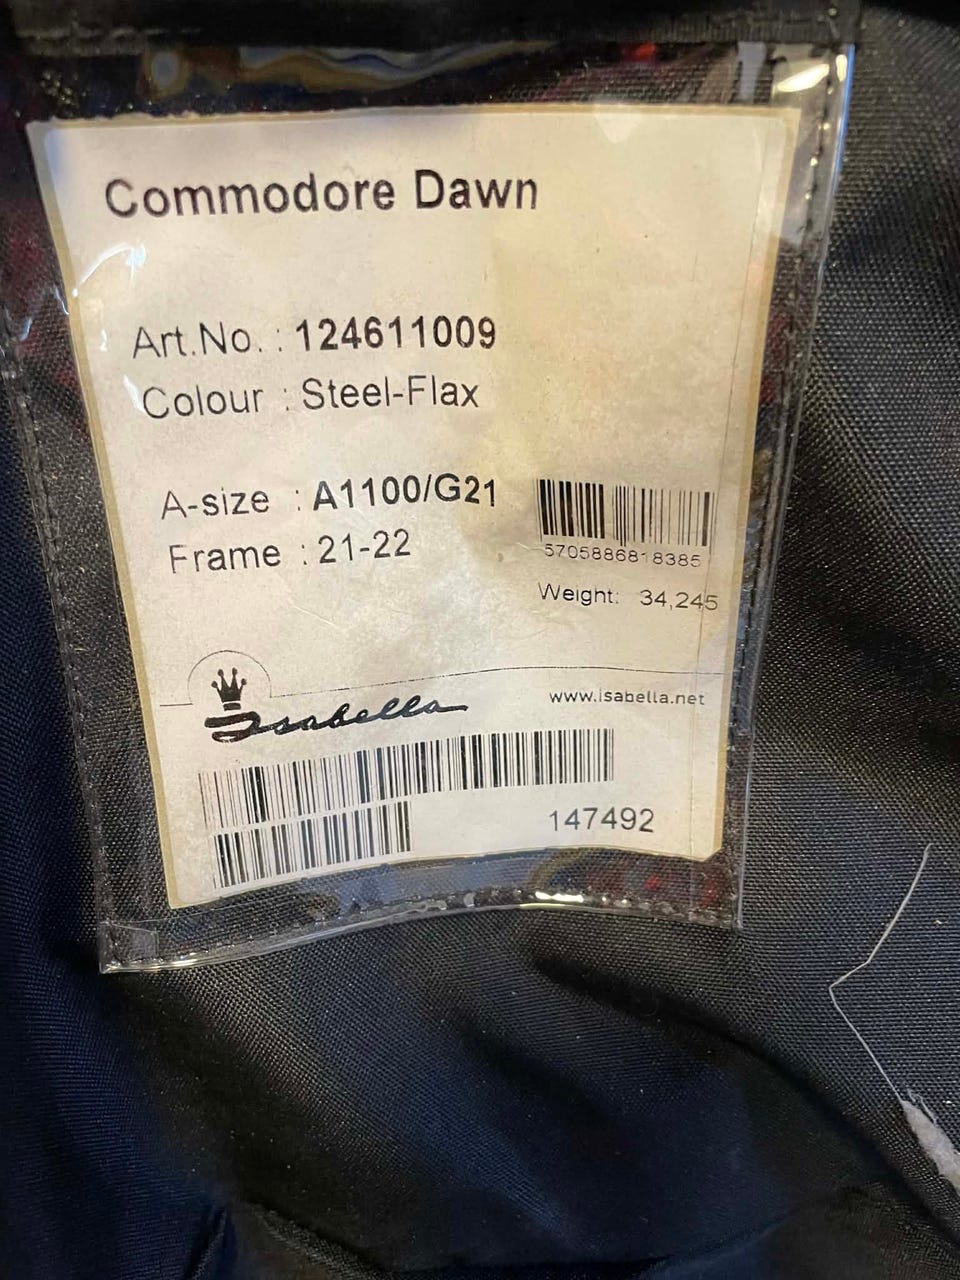 Commodore Dawn
Art.No. : 124611009
Colour : Steel-Flax
A-size : A1100/G21
Frame : 21-22
5705886818385
Weight: 34,245
Isabella
www.isabella.net
147492